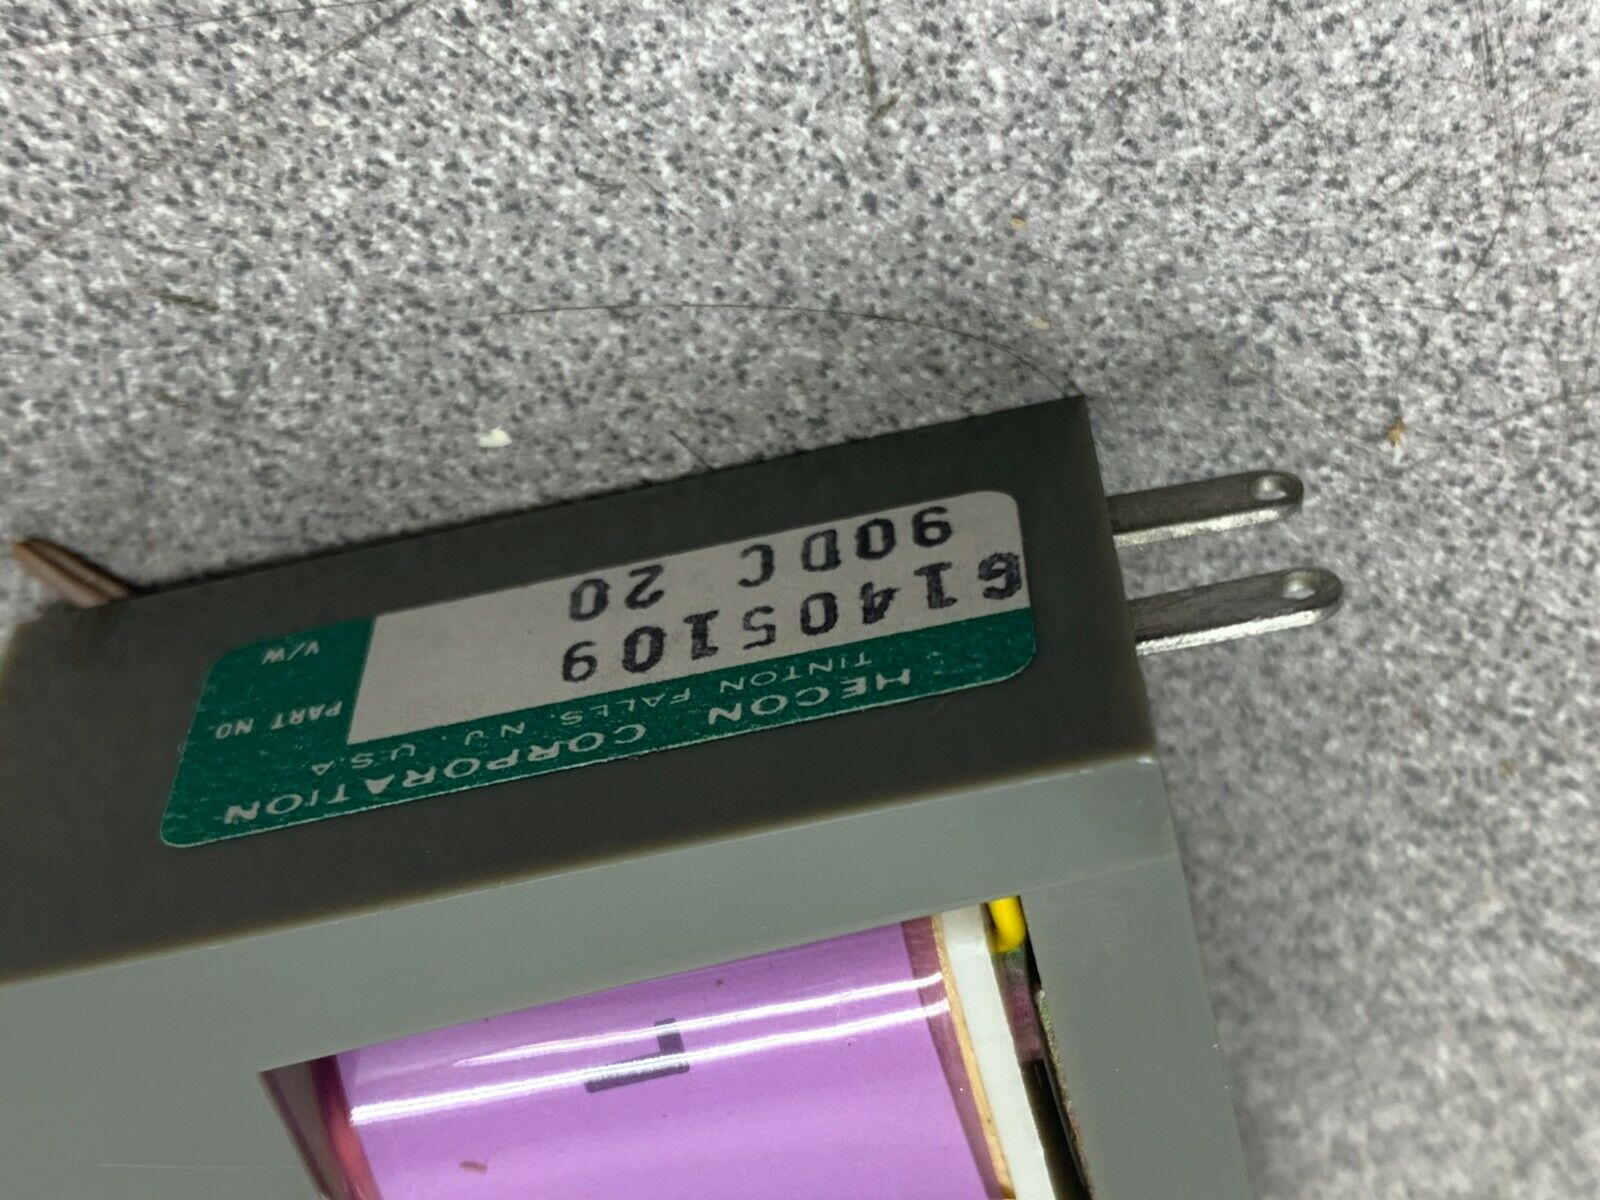 HECON CORPORATION
TINTON FALLS, N.J. U.S.A.
PART NO. G1405109
V/W 90DC 20